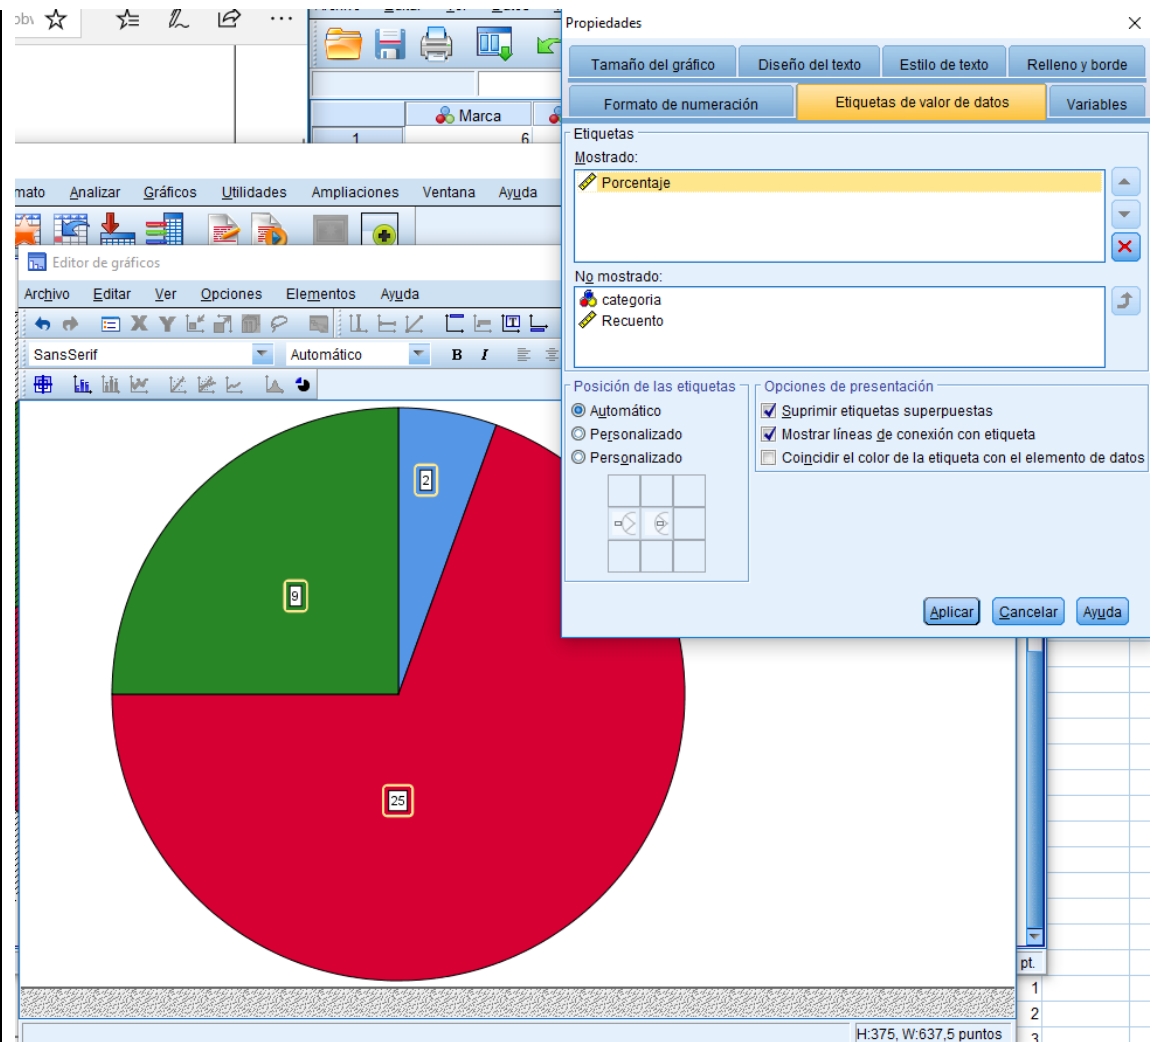 Propiedades
Tamaño del gráfico
Diseño del texto
Estilo de texto
Relleno y borde
Formato de numeración
Etiquetas de valor de datos
Variables
Marca
1
6
Etiquetas
Mostrado:
Porcentaje
No mostrado:
categoria
Recuento
Posición de las etiquetas
Automático
Personalizado
Personalizado
Opciones de presentación
Suprimir etiquetas superpuestas
Mostrar líneas de conexión con etiqueta
Coincidir el color de la etiqueta con el elemento de datos
Aplicar
Cancelar
Ayuda
mato Analizar Gráficos Utilidades Ampliaciones Ventana Ayuda
Editor de gráficos
Archivo Editar Ver Opciones Elementos Ayuda
X Y
SansSerif
Automático
B I
2
9
25
pt.
1
2
3
H:375, W:637,5 puntos